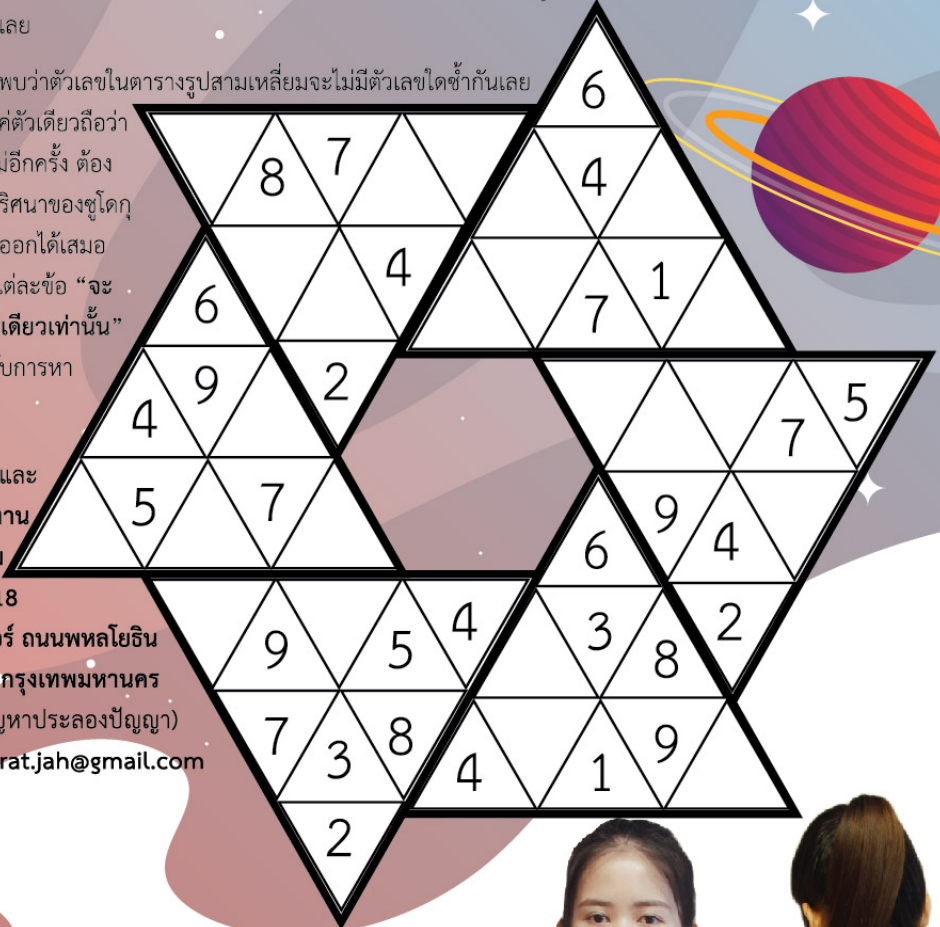 เลย
พบว่าตัวเลขในตารางรูปสามเหลี่ยมจะไม่มีตัวเลขใดซ้ำกันเลย
ค่ตัวเดียวถือว่า
ม่อีกครั้ง ต้อง
ริศนาของซูโดกุ
ออกได้เสมอ
แต่ละข้อ “จะ
เดียวเท่านั้น”
ับการหา
และ
าน
18
ร์ ถนนพหลโยธิน
กรุงเทพมหานคร
ญหาประลองปัญญา)
rat.jah@gmail.com
6
8 7 4
4
6 7 1
9 2
4 7 5
5 7 9 4
6
9 5 4 3 8 2
7 3 8 4 1 9
2